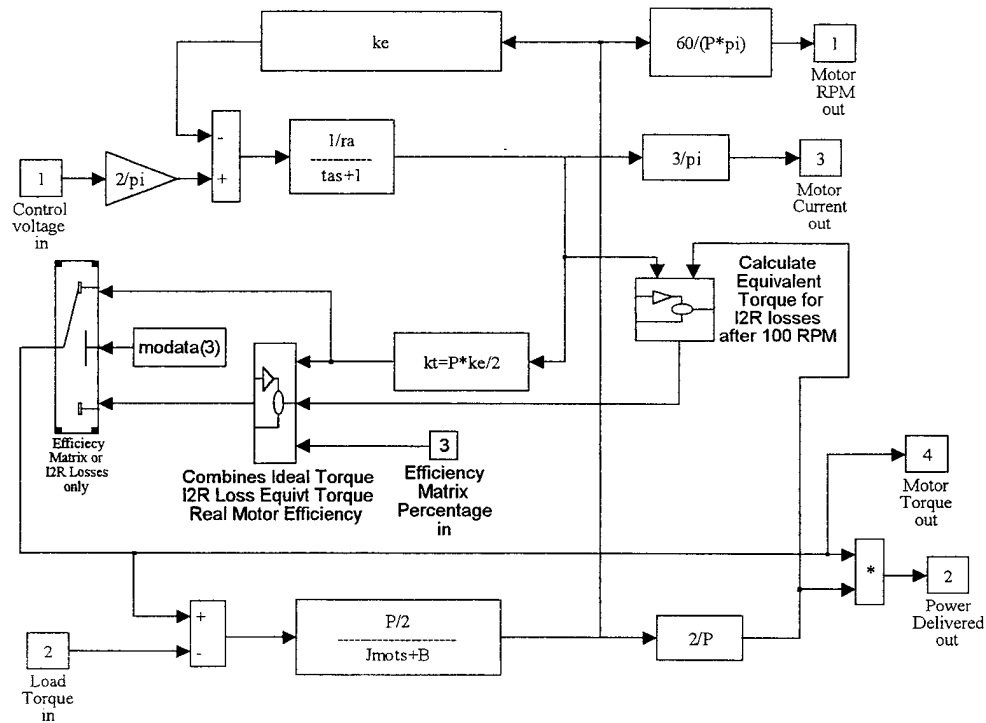 ke
60/(P*pi)
1
Motor
RPM
out
-
+
1/ra
tas+1
3/pi
3
Motor
Current
out
1
Control
voltage
in
2/pi
Calculate
Equivalent
Torque for
I2R losses
after 100 RPM
modata(3)
kt=P*ke/2
Efficiecy
Matrix or
I2R Losses
only
Combines Ideal Torque
I2R Loss Equivt Torque
Real Motor Efficiency
3
Efficiency
Matrix
Percentage
in
4
Motor
Torque
out
*
2
Power
Delivered
out
+
-
P/2
Jmots+B
2/P
2
Load
Torque
in